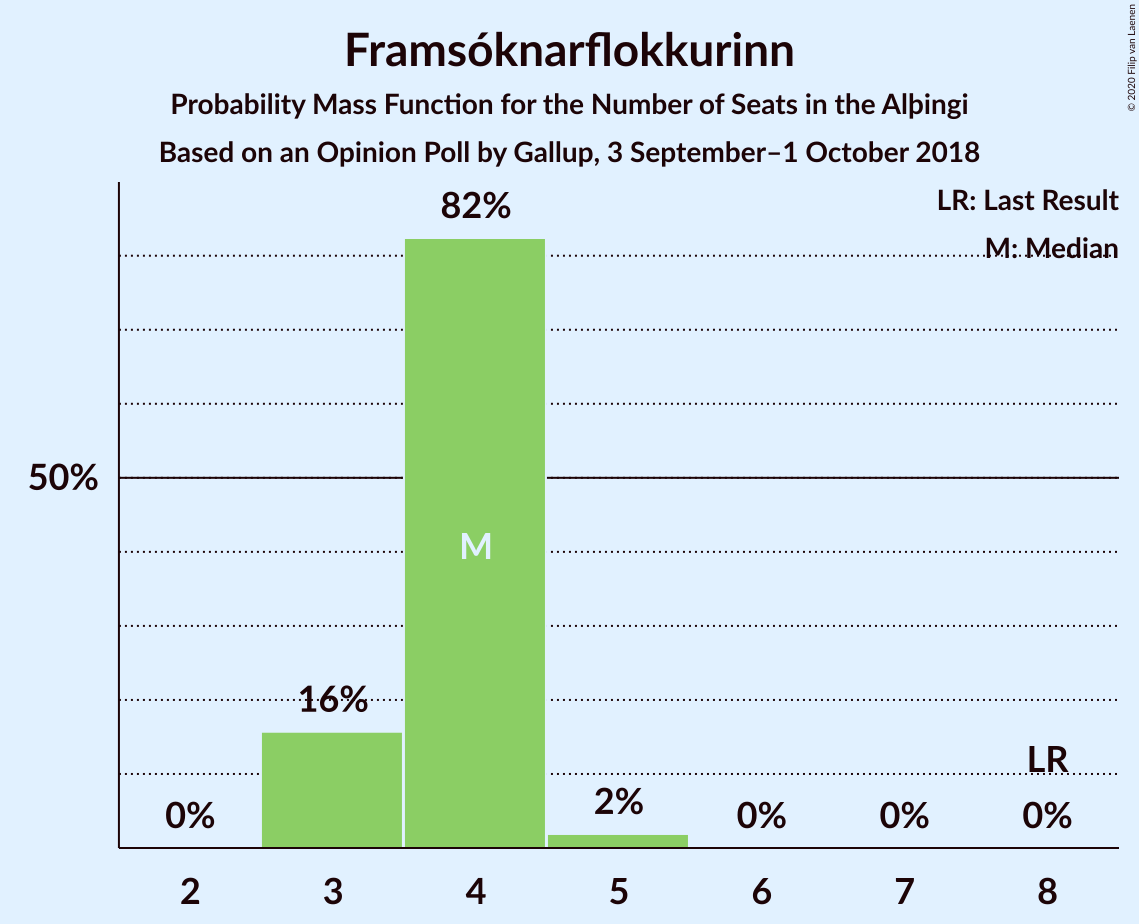 Framsóknarflokkurinn
Probability Mass Function for the Number of Seats in the Alþingi
Based on an Opinion Poll by Gallup, 3 September–1 October 2018
© 2020 Filip van Laenen
LR: Last Result
M: Median
82%
50%
M
16%
LR
0%
2%
0%
0%
0%
2 3 4 5 6 7 8